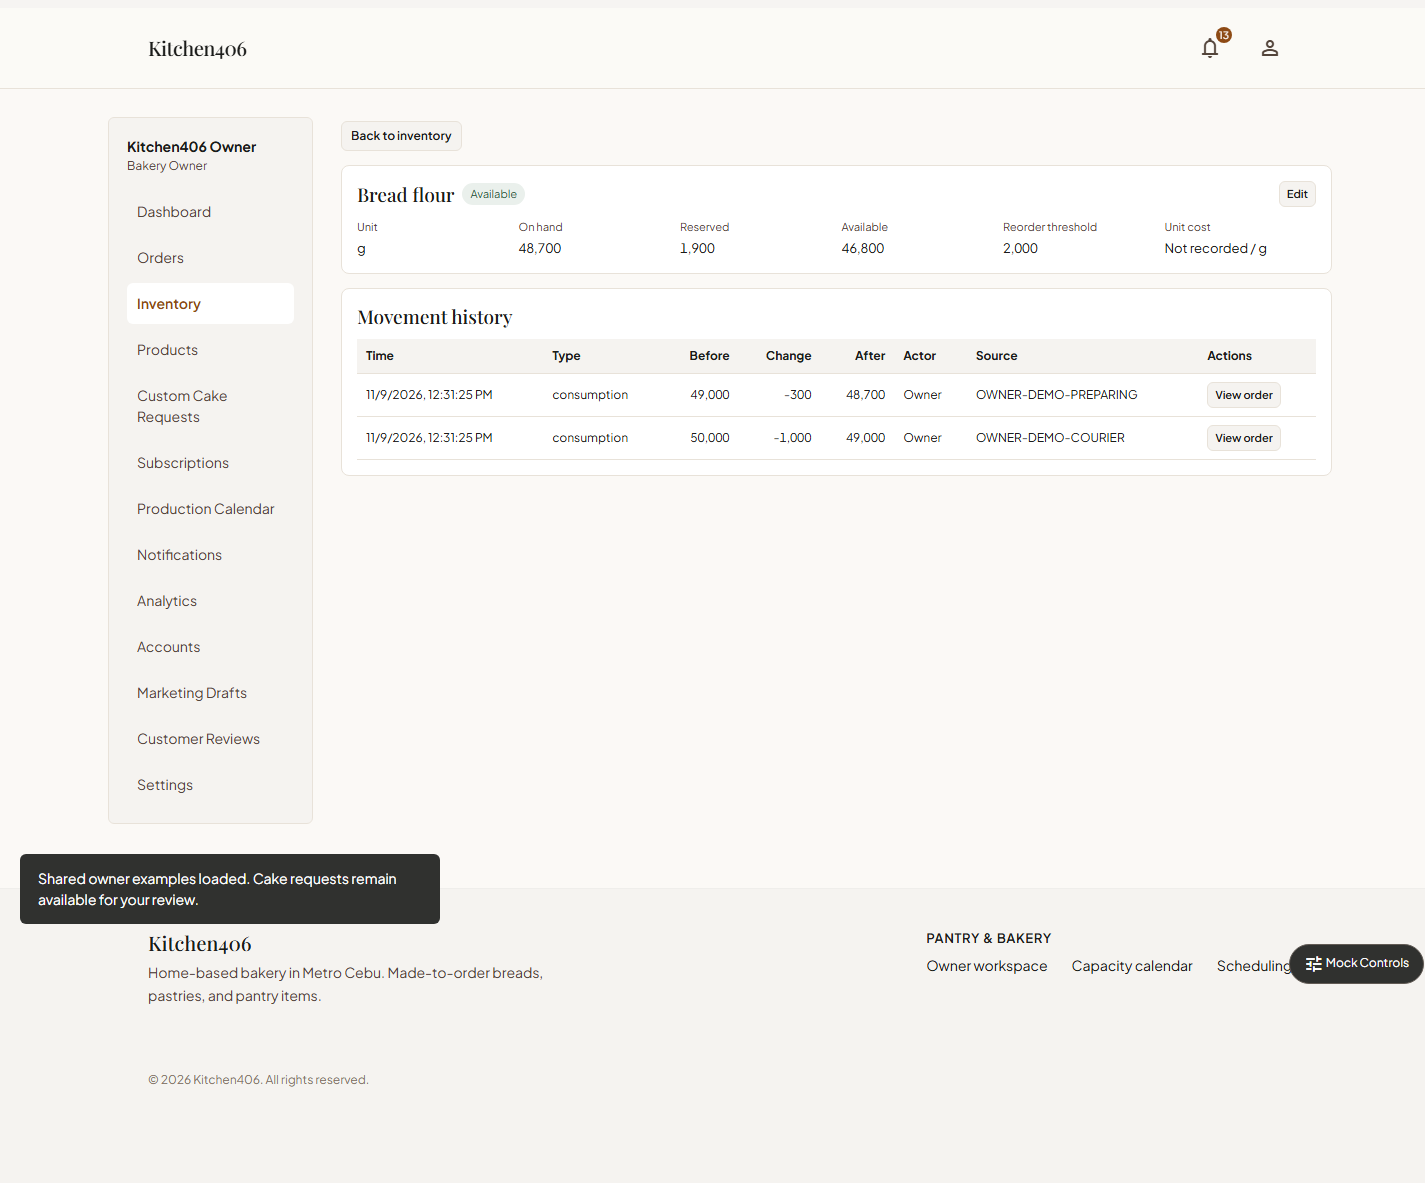 Kitchen406
13
Kitchen406 Owner
Bakery Owner
Dashboard
Orders
Inventory
Products
Custom Cake
Requests
Subscriptions
Production Calendar
Notifications
Analytics
Accounts
Marketing Drafts
Customer Reviews
Settings
Back to inventory
Bread flour Available Edit
Unit On hand Reserved Available Reorder threshold Unit cost
g 48,700 1,900 46,800 2,000 Not recorded / g
Movement history
Time Type Before Change After Actor Source Actions
11/9/2026, 12:31:25 PM consumption 49,000 -300 48,700 Owner OWNER-DEMO-PREPARING View order
11/9/2026, 12:31:25 PM consumption 50,000 -1,000 49,000 Owner OWNER-DEMO-COURIER View order
Shared owner examples loaded. Cake requests remain
available for your review.
Kitchen406
Home-based bakery in Metro Cebu. Made-to-order breads,
pastries, and pantry items.
PANTRY & BAKERY
Owner workspace Capacity calendar Scheduling
Mock Controls
© 2026 Kitchen406. All rights reserved.